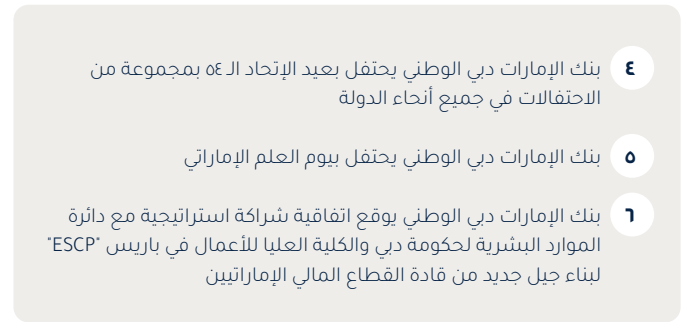 ٤ بنك الإمارات دبي الوطني يحتفل بعيد الإتحاد الـ ٥٤ بمجموعة من
الاحتفالات في جميع أنحاء الدولة
٥ بنك الإمارات دبي الوطني يحتفل بيوم العلم الإماراتي
٦ بنك الإمارات دبي الوطني يوقع اتفاقية شراكة استراتيجية مع دائرة
الموارد البشرية لحكومة دبي والكلية العليا للأعمال في باريس "ESCP"
لبناء جيل جديد من قادة القطاع المالي الإماراتيين